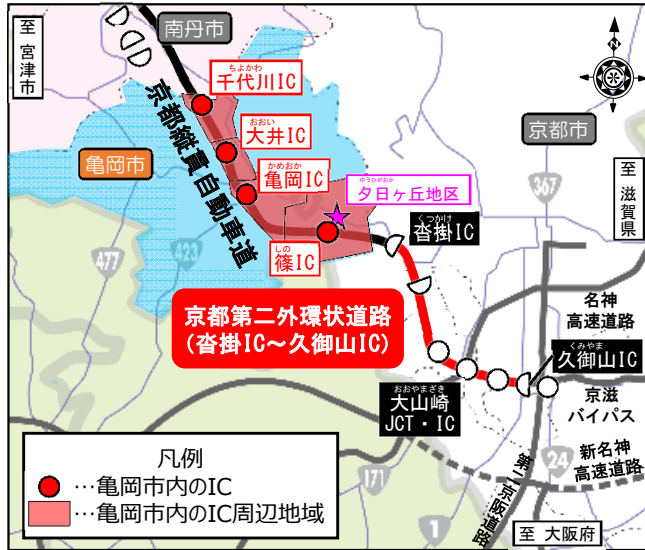 至 宮津市
南丹市
N
ちよかわ
千代川IC
おおい
大井IC
京都縦貫自動車道
京都市
亀岡市
かめおか
亀岡IC
ゆうひがおか
夕日ヶ丘地区
367
至 滋賀県
くつかけ
沓掛IC
477
423
しの
篠IC
京都第二外環状道路
(沓掛IC～久御山IC)
名神
高速道路
くみやま
久御山IC
おおやまざき
大山崎
JCT・IC
京滋
バイパス
凡例
…亀岡市内のIC
…亀岡市内のIC周辺地域
171
24
新名神
高速道路
第二京阪道路
1
至 大阪府